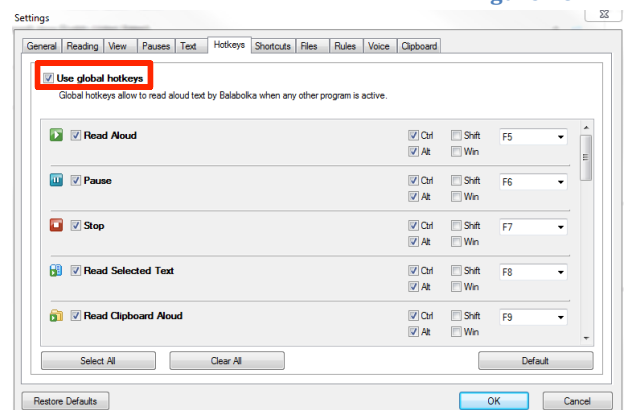 Settings
General Reading View Pauses Text Hotkeys Shortcuts Files Rules Voice Clipboard
Use global hotkeys
Global hotkeys allow to read aloud text by Balabolka when any other program is active.
Read Aloud Ctrl Shift F5
Alt Win
Pause Ctrl Shift F6
Alt Win
Stop Ctrl Shift F7
Alt Win
Read Selected Text Ctrl Shift F8
Alt Win
Read Clipboard Aloud Ctrl Shift F9
Alt Win
Select All Clear All Default
Restore Defaults OK Cancel